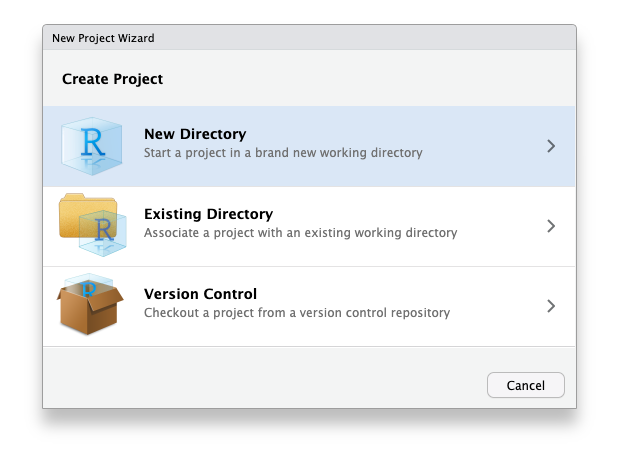 New Project Wizard
Create Project
R
New Directory
Start a project in a brand new working directory
R
Existing Directory
Associate a project with an existing working directory
R
Version Control
Checkout a project from a version control repository
Cancel